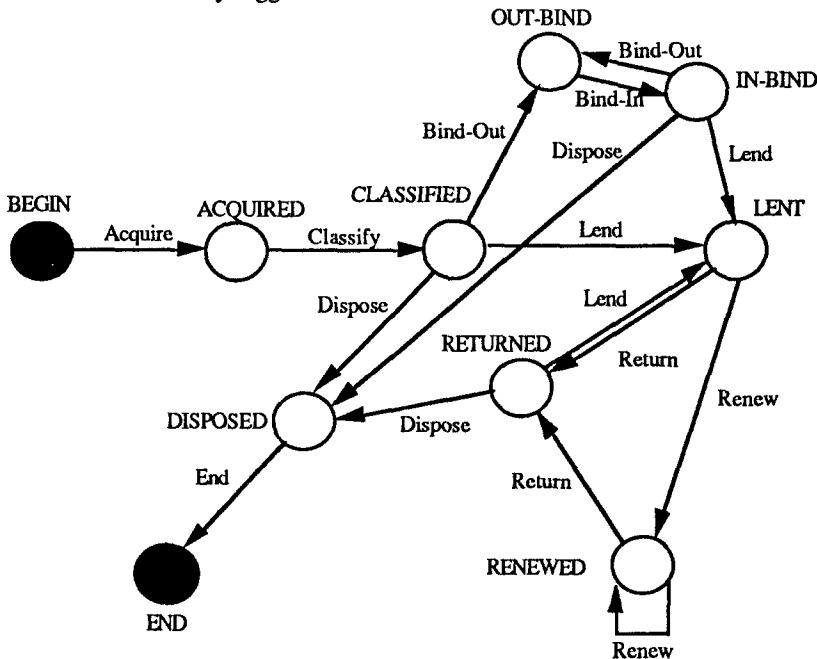 OUT-BIND
Bind-Out
IN-BIND
Bind-In
Bind-Out
Dispose
Lend
CLASSIFIED
BEGIN
ACQUIRED
LENT
Acquire
Classify
Lend
Dispose
Lend
RETURNED
Return
Renew
DISPOSED
Dispose
End
Return
RENEWED
END
Renew